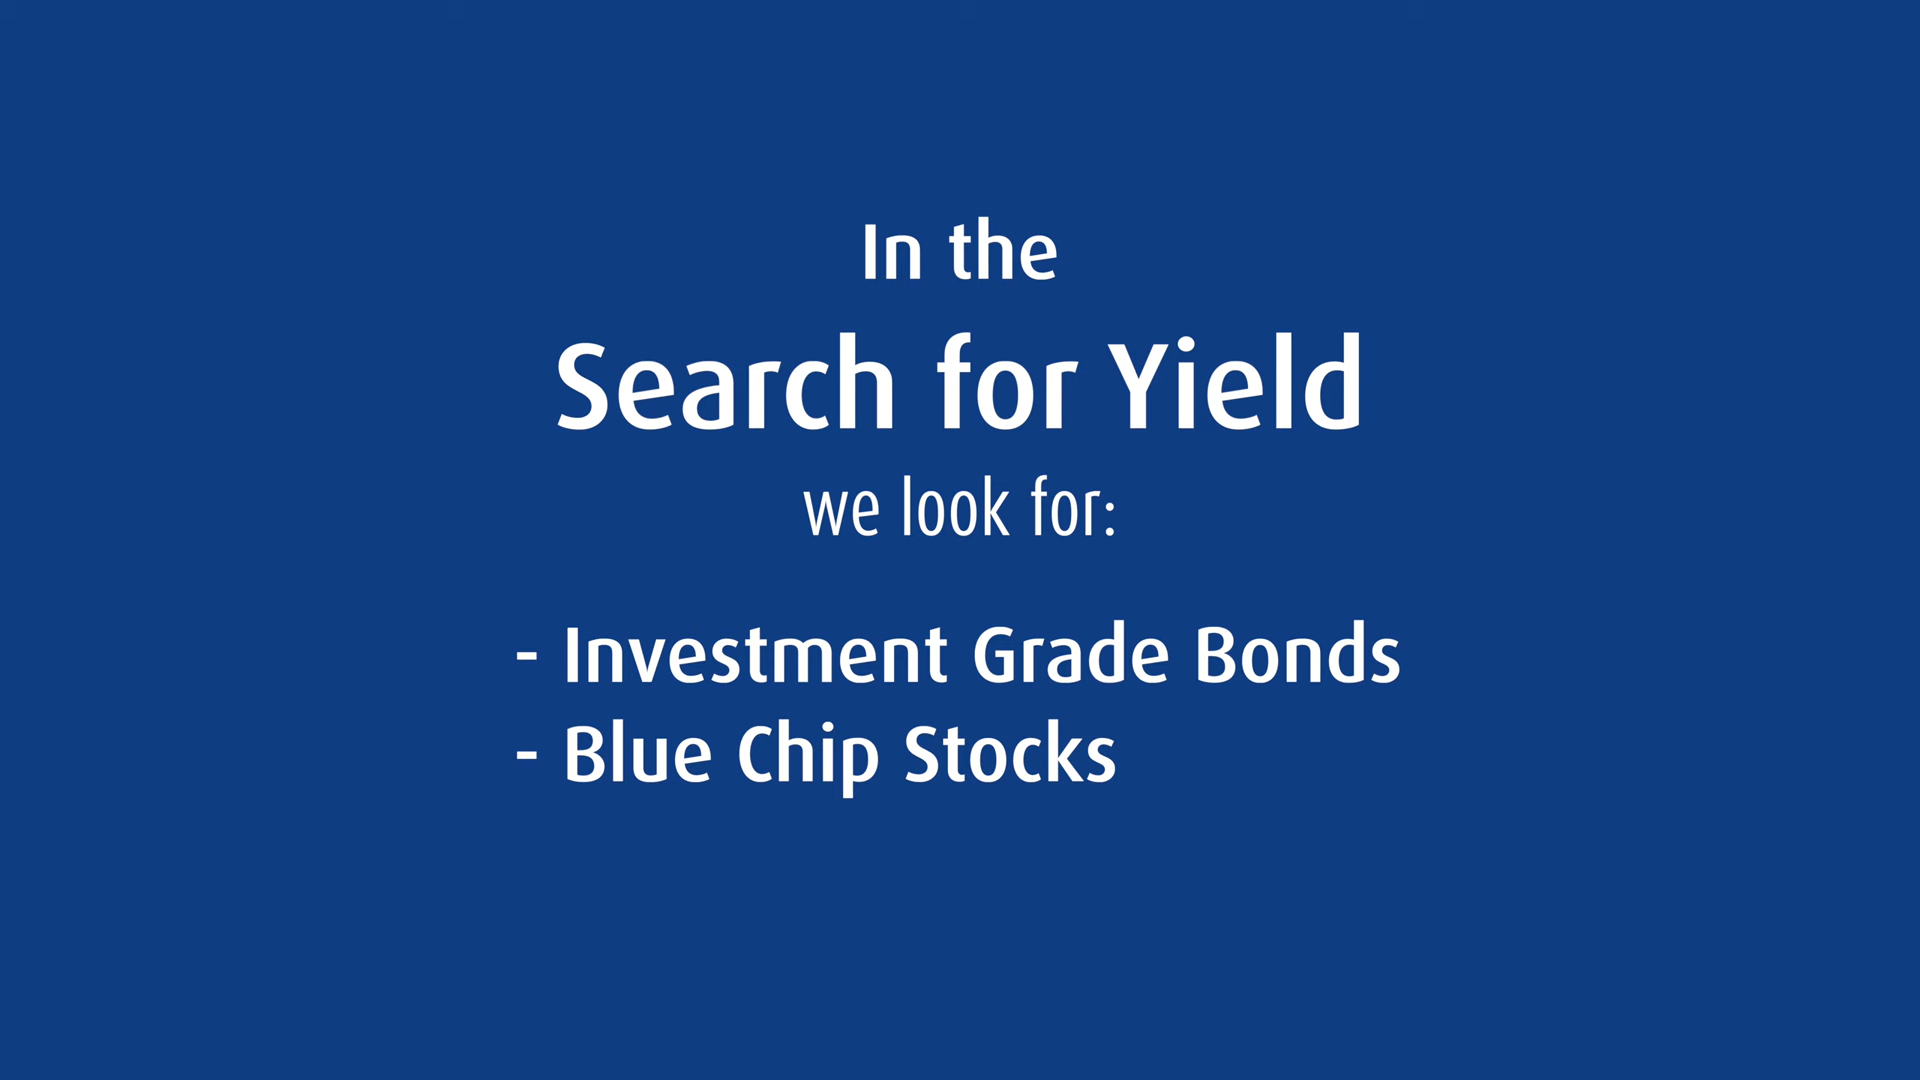 In the
Search for Yield
we look for:
- Investment Grade Bonds
- Blue Chip Stocks